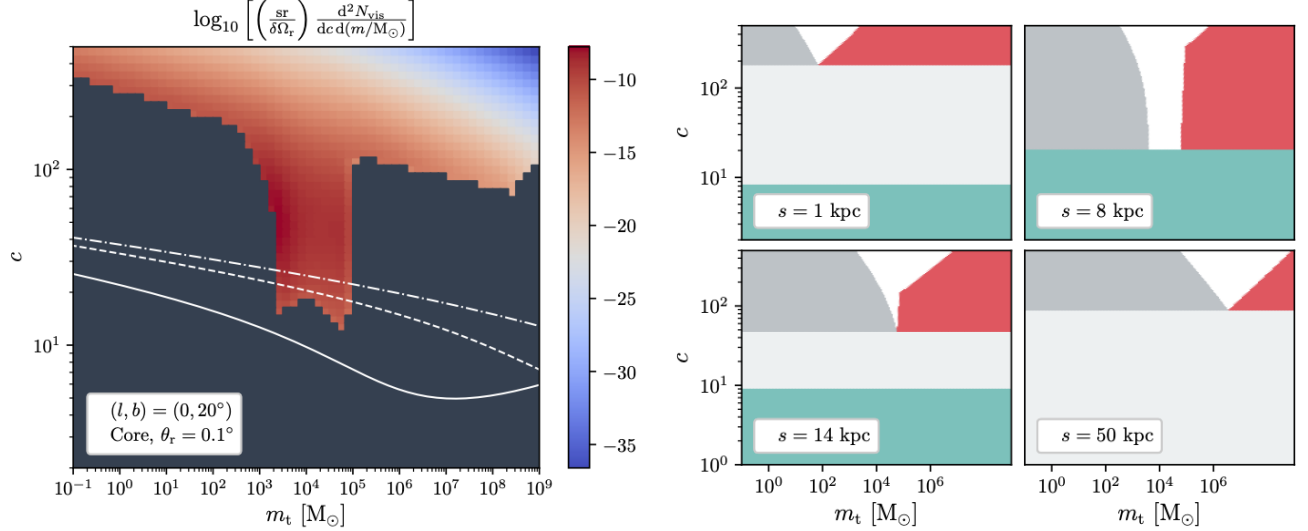 log₁₀ [ ( sr / δΩᵣ ) d²N_vis / dc d(m/M⊙) ]
10²
10¹
c
(l, b) = (0, 20°)
Core, θᵣ = 0.1°
10⁻¹ 10⁰ 10¹ 10² 10³ 10⁴ 10⁵ 10⁶ 10⁷ 10⁸ 10⁹
mₜ [M⊙]
−10
−15
−20
−25
−30
−35
10²
10¹
c
s = 1 kpc
s = 8 kpc
10²
10¹
10⁰
c
s = 14 kpc
s = 50 kpc
10⁰ 10² 10⁴ 10⁶
mₜ [M⊙]
10⁰ 10² 10⁴ 10⁶
mₜ [M⊙]